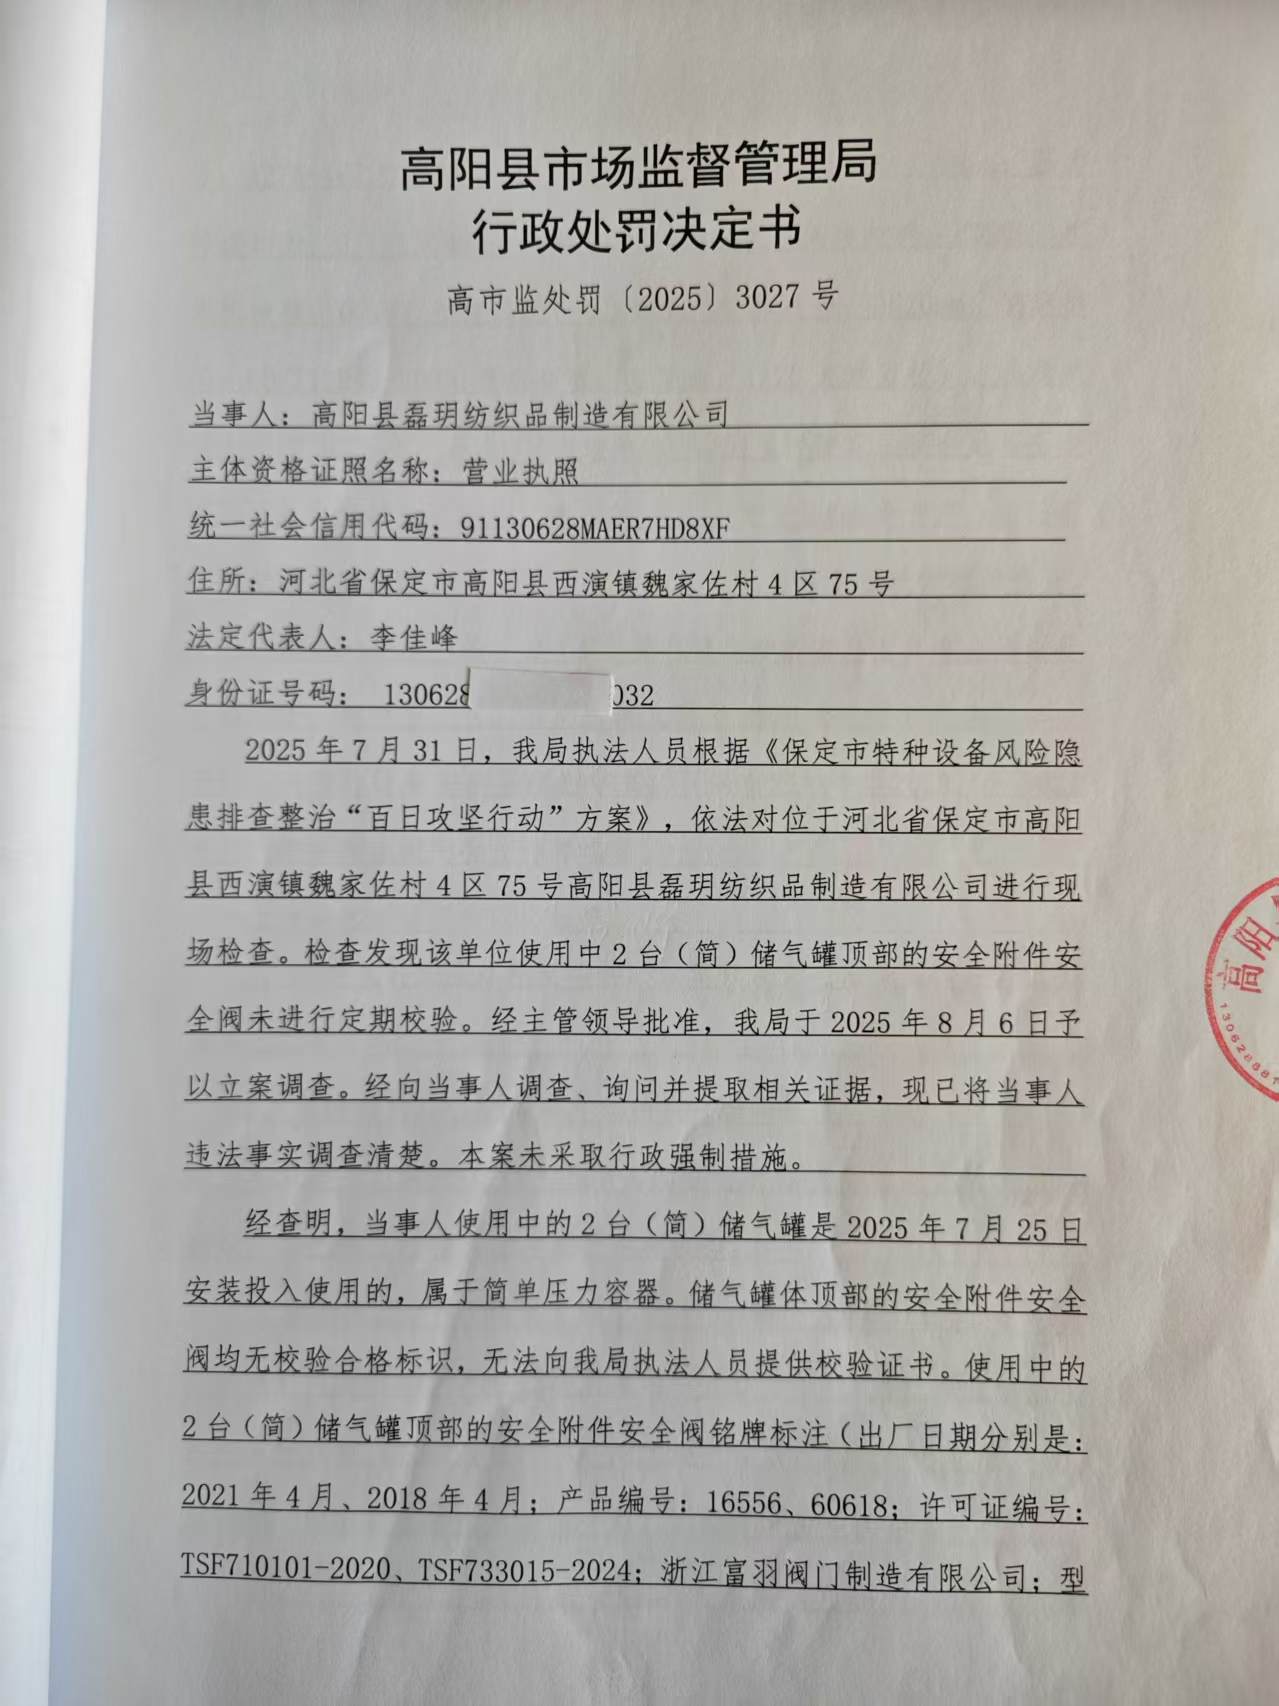 高阳县市场监督管理局
行政处罚决定书
高市监处罚〔2025〕3027号
当事人：高阳县磊玥纺织品制造有限公司
主体资格证照名称：营业执照
统一社会信用代码：91130628MAER7HD8XF
住所：河北省保定市高阳县西演镇魏家佐村4区75号
法定代表人：李佳峰
身份证号码： 130628 032
2025年7月31日，我局执法人员根据《保定市特种设备风险隐
患排查整治“百日攻坚行动”方案》，依法对位于河北省保定市高阳
县西演镇魏家佐村4区75号高阳县磊玥纺织品制造有限公司进行现
场检查。检查发现该单位使用中2台（简）储气罐顶部的安全附件安
全阀未进行定期校验。经主管领导批准，我局于2025年8月6日予
以立案调查。经向当事人调查、询问并提取相关证据，现已将当事人
违法事实调查清楚。本案未采取行政强制措施。
经查明，当事人使用中的2台（简）储气罐是2025年7月25日
安装投入使用的，属于简单压力容器。储气罐体顶部的安全附件安全
阀均无校验合格标识，无法向我局执法人员提供校验证书。使用中的
2台（简）储气罐顶部的安全附件安全阀铭牌标注（出厂日期分别是：
2021年4月、2018年4月；产品编号：16556、60618；许可证编号：
TSF710101-2020、TSF733015-2024；浙江富羽阀门制造有限公司；型
高阳
13062888